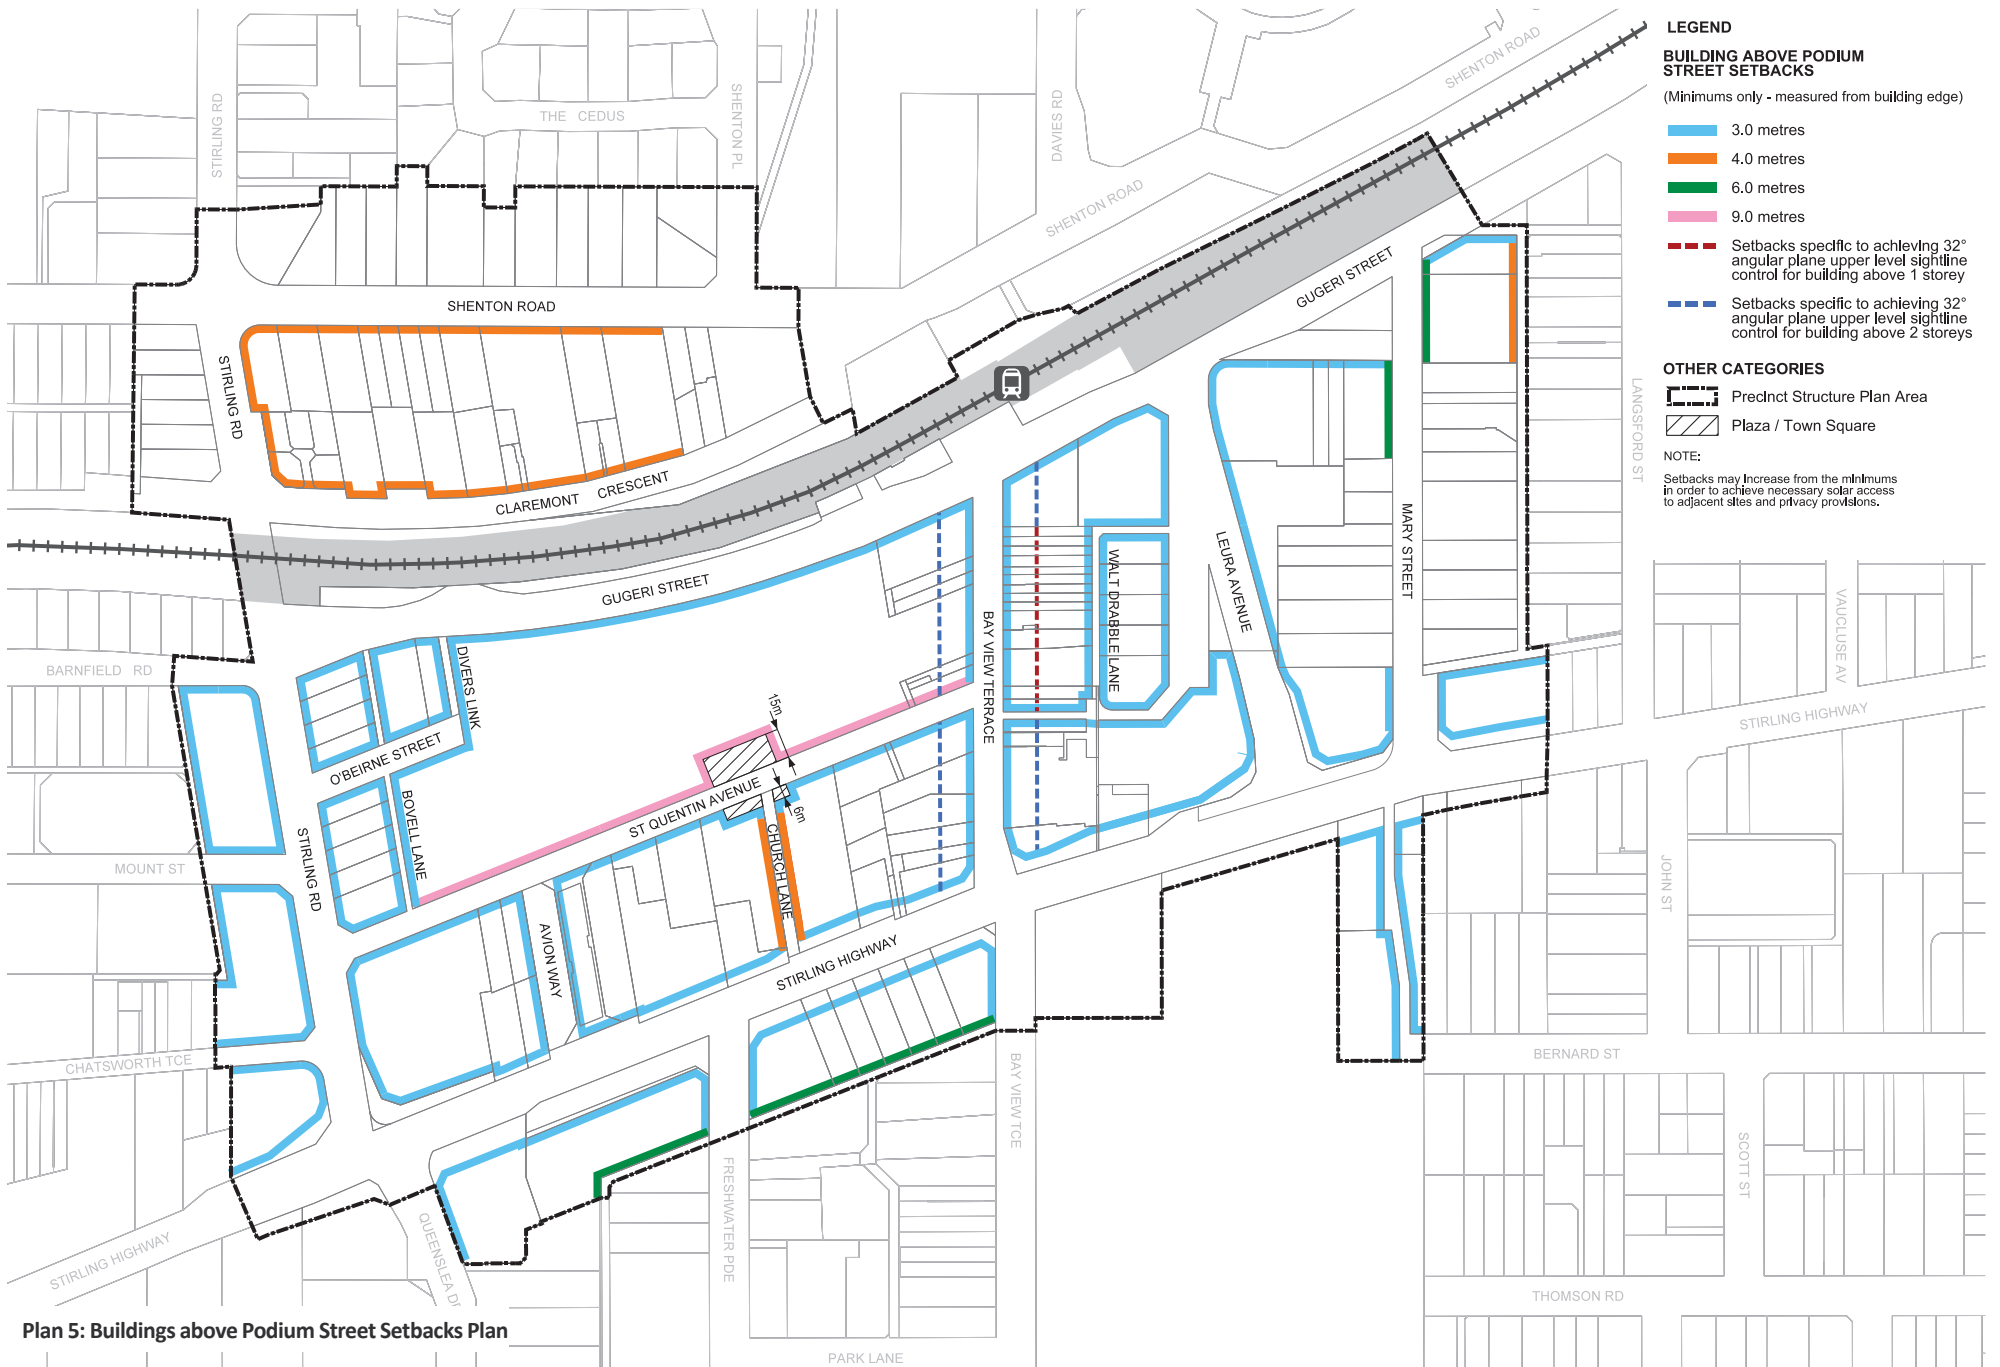 LEGEND
BUILDING ABOVE PODIUM
STREET SETBACKS
(Minimums only - measured from building edge)
3.0 metres
4.0 metres
6.0 metres
9.0 metres
Setbacks specific to achieving 32°
angular plane upper level sightline
control for building above 1 storey
Setbacks specific to achieving 32°
angular plane upper level sightline
control for building above 2 storeys
OTHER CATEGORIES
Precinct Structure Plan Area
Plaza / Town Square
NOTE:
Setbacks may increase from the minimums
in order to achieve necessary solar access
to adjacent sites and privacy provisions.
STIRLING RD
THE CEDUS
SHENTON PL
DAVIES RD
SHENTON ROAD
SHENTON ROAD
SHENTON ROAD
STIRLING RD
CLAREMONT CRESCENT
GUGERI STREET
GUGERI STREET
LANGSFORD ST
MARY STREET
LEURA AVENUE
WALT DRABBLE LANE
BAY VIEW TERRACE
DIVERS LINK
O'BEIRNE STREET
BOVELL LANE
STIRLING RD
BARNFIELD RD
MOUNT ST
CHATSWORTH TCE
15m
6m
ST QUENTIN AVENUE
CHURCH LANE
AVION WAY
STIRLING HIGHWAY
STIRLING HIGHWAY
STIRLING HIGHWAY
VAUCLUSE AV
JOHN ST
BERNARD ST
SCOTT ST
THOMSON RD
BAY VIEW TCE
FRESHWATER PDE
QUEENSLEA D
PARK LANE
Plan 5: Buildings above Podium Street Setbacks Plan